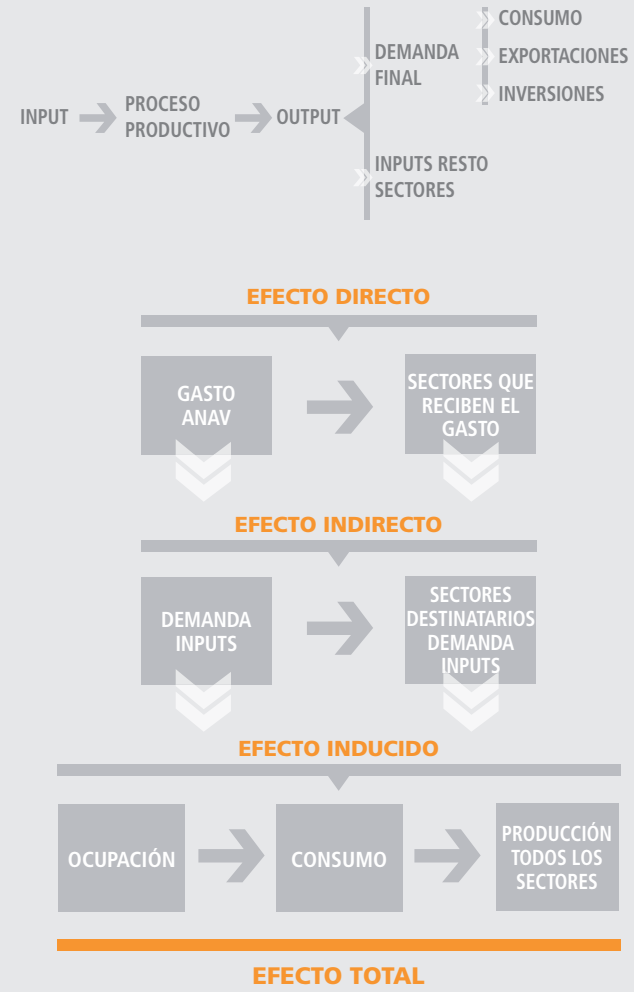 INPUT
PROCESO
PRODUCTIVO
OUTPUT
DEMANDA
FINAL
CONSUMO
EXPORTACIONES
INVERSIONES
INPUTS RESTO
SECTORES
EFECTO DIRECTO
GASTO
ANAV
SECTORES QUE
RECIBEN EL
GASTO
EFECTO INDIRECTO
DEMANDA
INPUTS
SECTORES
DESTINATARIOS
DEMANDA
INPUTS
EFECTO INDUCIDO
OCUPACIÓN
CONSUMO
PRODUCCIÓN
TODOS LOS
SECTORES
EFECTO TOTAL